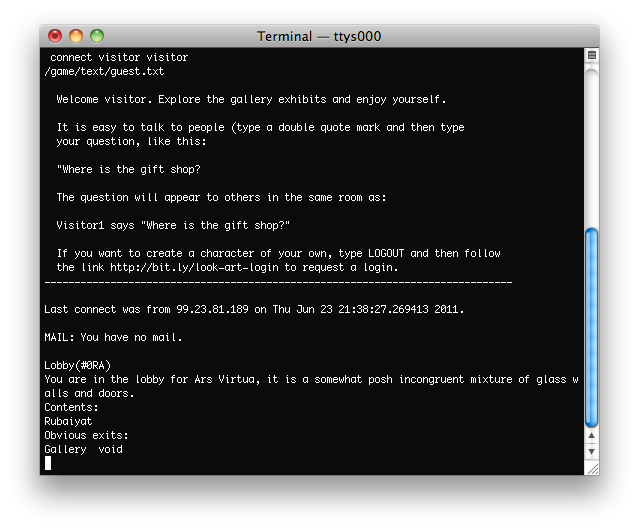 Terminal — ttys000
connect visitor visitor
/game/text/guest.txt
Welcome visitor. Explore the gallery exhibits and enjoy yourself.
It is easy to talk to people (type a double quote mark and then type
your question, like this:
"Where is the gift shop?
The question will appear to others in the same room as:
Visitor1 says "Where is the gift shop?"
If you want to create a character of your own, type LOGOUT and then follow
the link http://bit.ly/look-art-login to request a login.
------------------------------------------------------------------------------
Last connect was from 99.23.81.189 on Thu Jun 23 21:38:27.269413 2011.
MAIL: You have no mail.
Lobby(#0RA)
You are in the lobby for Ars Virtua, it is a somewhat posh incongruent mixture of glass w
alls and doors.
Contents:
Rubaiyat
Obvious exits:
Gallery  void